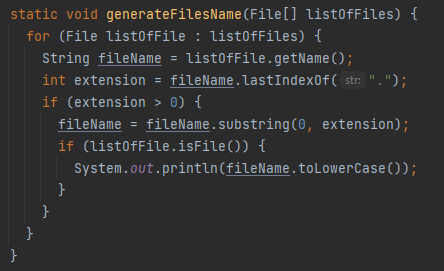 static void generateFilesName(File[] listOfFiles) {
for (File listOfFile : listOfFiles) {
String fileName = listOfFile.getName();
int extension = fileName.lastIndexOf( str: ".");
if (extension > 0) {
fileName = fileName.substring(0, extension);
if (listOfFile.isFile()) {
System.out.println(fileName.toLowerCase());
}
}
}
}